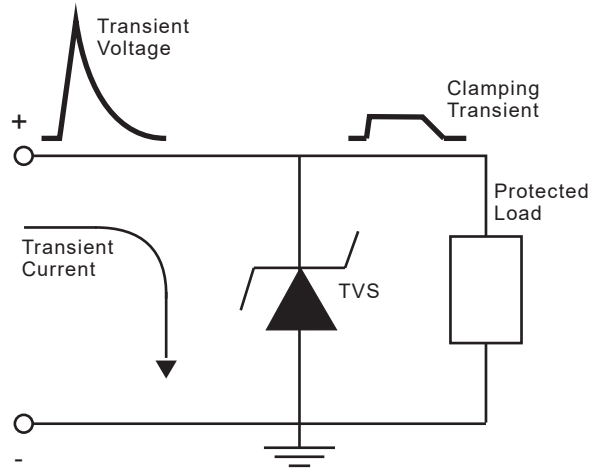 Transient
Voltage
Clamping
Transient
+
Protected
Load
Transient
Current
TVS
-